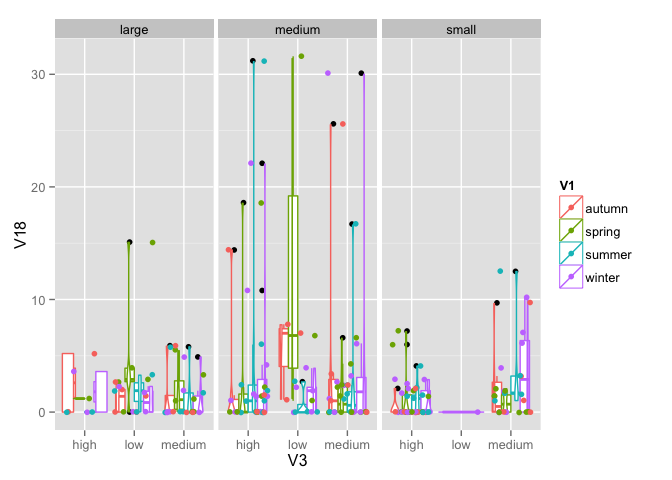 large medium small
V18
30
20
10
0
high low medium high low medium high low medium
V3
V1
autumn
spring
summer
winter